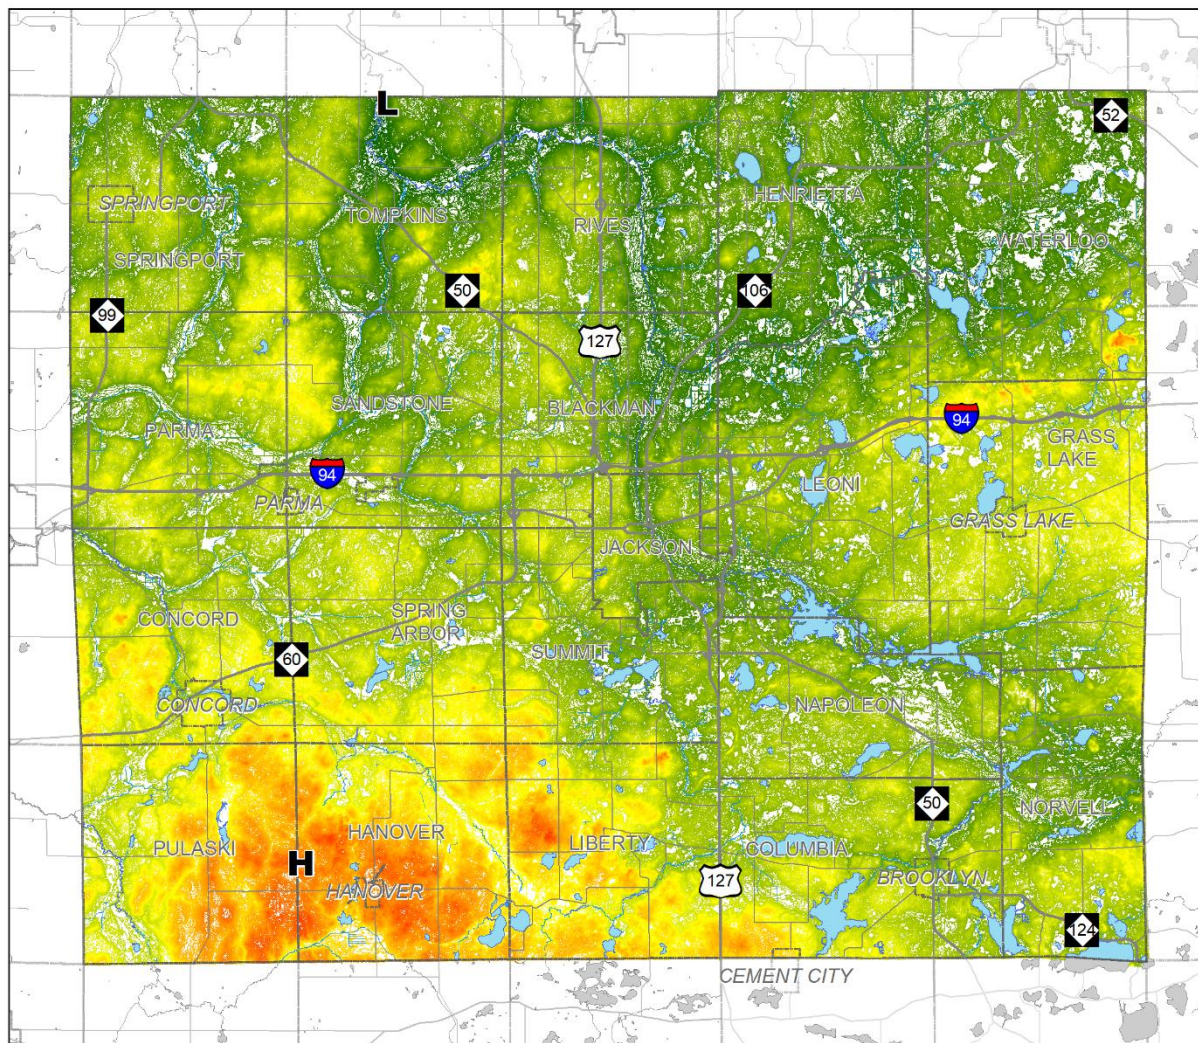 L
52
HENRIETTA
SPRINGPORT
TOMPKINS
RIVES
WATERLOO
SPRINGPORT
50
106
99
127
SANDSTONE
BLACKMAN
94
PARMA
GRASS
LAKE
94
LEONI
PARMA
GRASS LAKE
JACKSON
CONCORD
SPRING
ARBOR
SUMMIT
60
CONCORD
NAPOLEON
50
NORVELL
HANOVER
LIBERTY
COLUMBIA
PULASKI
H
HANOVER
127
BROOKLYN
124
CEMENT CITY